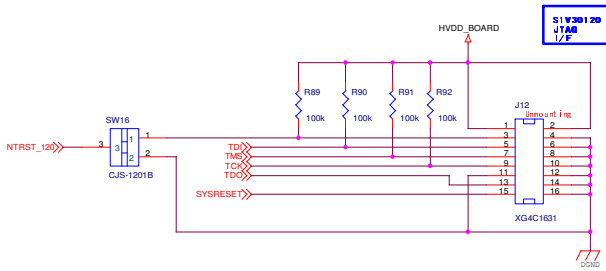 S1V30120
JTAG
I/F
HVDD_BOARD
R89
R90
R91
R92
100k
100k
100k
100k
J12
Unmounting
SW16
1
3
2
CJS-1201B
NTRST_120
3
1
2
TDI
TMS
TCK
TDO
SYSRESET
1
2
3
4
5
6
7
8
9
10
11
12
13
14
15
16
XG4C1631
DGND